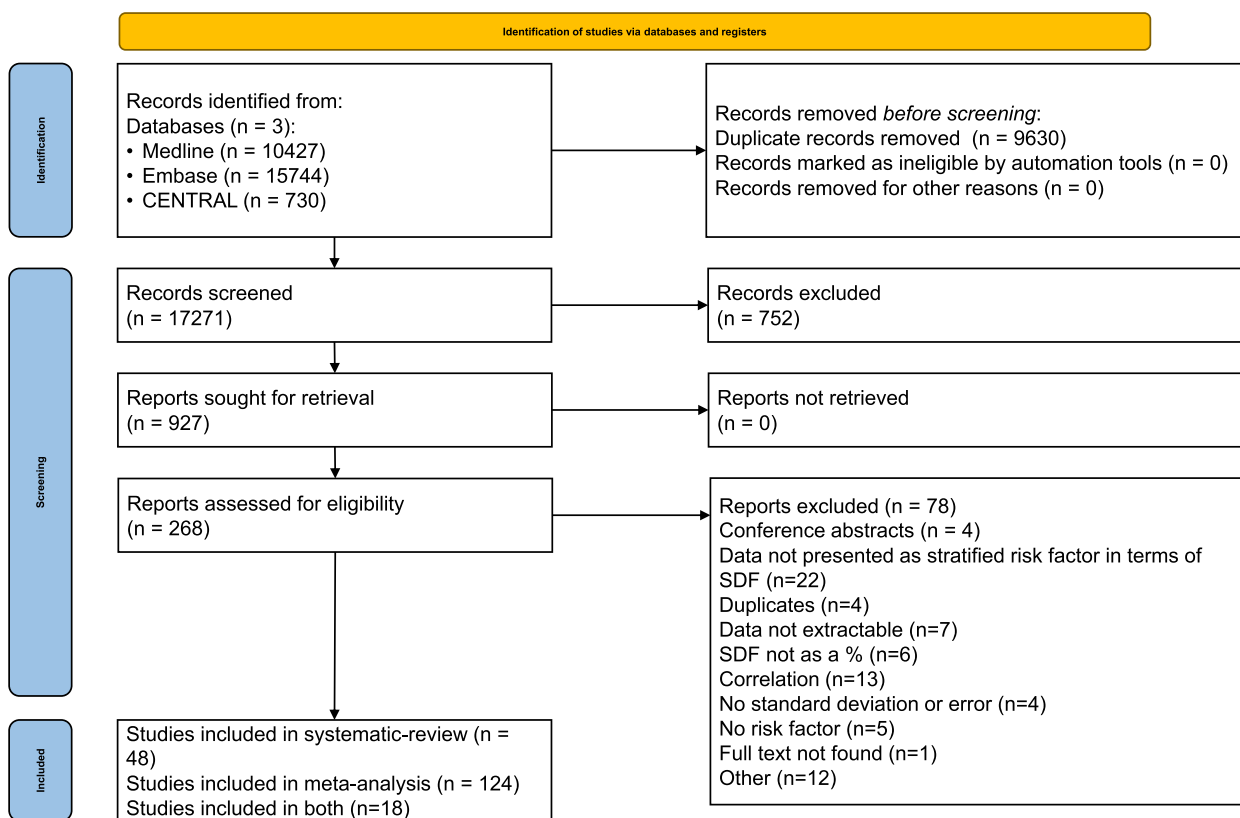 Identification of studies via databases and registers
Identification
Records identified from:
Databases (n = 3):
• Medline (n = 10427)
• Embase (n = 15744)
• CENTRAL (n = 730)
Records removed before screening:
Duplicate records removed (n = 9630)
Records marked as ineligible by automation tools (n = 0)
Records removed for other reasons (n = 0)
Screening
Records screened
(n = 17271)
Records excluded
(n = 752)
Reports sought for retrieval
(n = 927)
Reports not retrieved
(n = 0)
Reports assessed for eligibility
(n = 268)
Reports excluded (n = 78)
Conference abstracts (n = 4)
Data not presented as stratified risk factor in terms of
SDF (n=22)
Duplicates (n=4)
Data not extractable (n=7)
SDF not as a % (n=6)
Correlation (n=13)
No standard deviation or error (n=4)
No risk factor (n=5)
Full text not found (n=1)
Other (n=12)
Included
Studies included in systematic-review (n =
48)
Studies included in meta-analysis (n = 124)
Studies included in both (n=18)